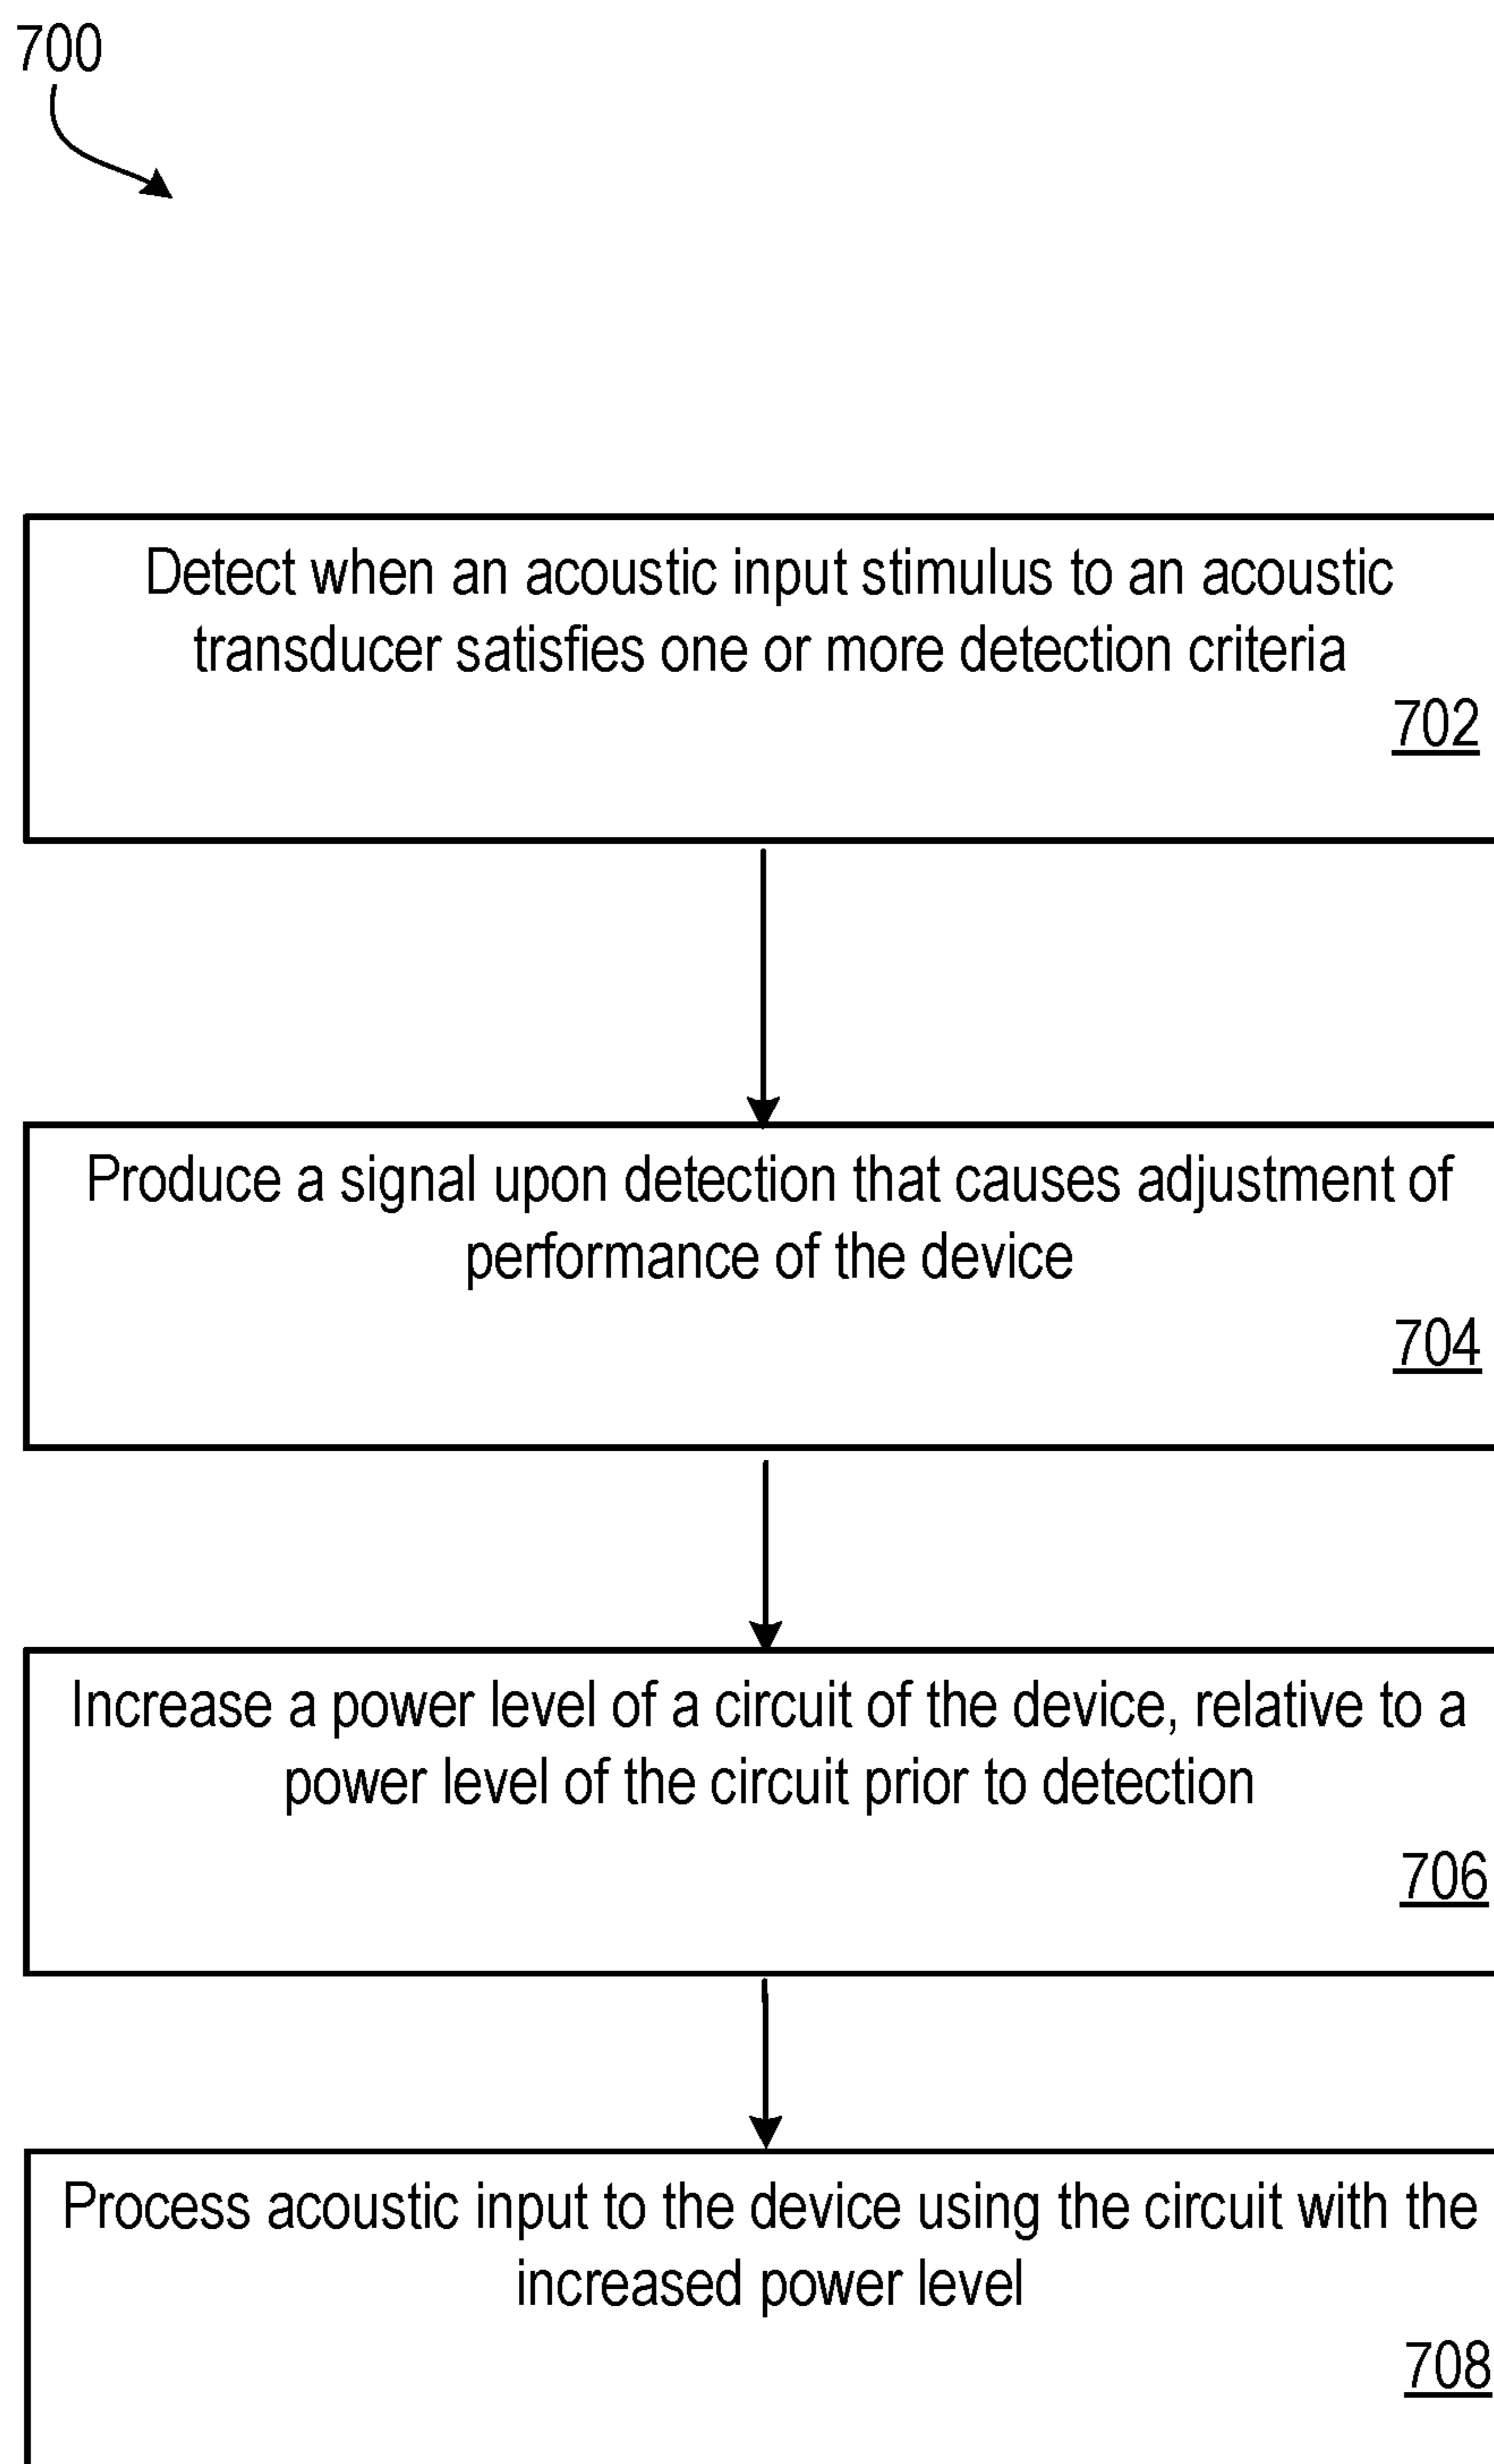 700
Detect when an acoustic input stimulus to an acoustic
transducer satisfies one or more detection criteria
702
Produce a signal upon detection that causes adjustment of
performance of the device
704
Increase a power level of a circuit of the device, relative to a
power level of the circuit prior to detection
706
Process acoustic input to the device using the circuit with the
increased power level
708